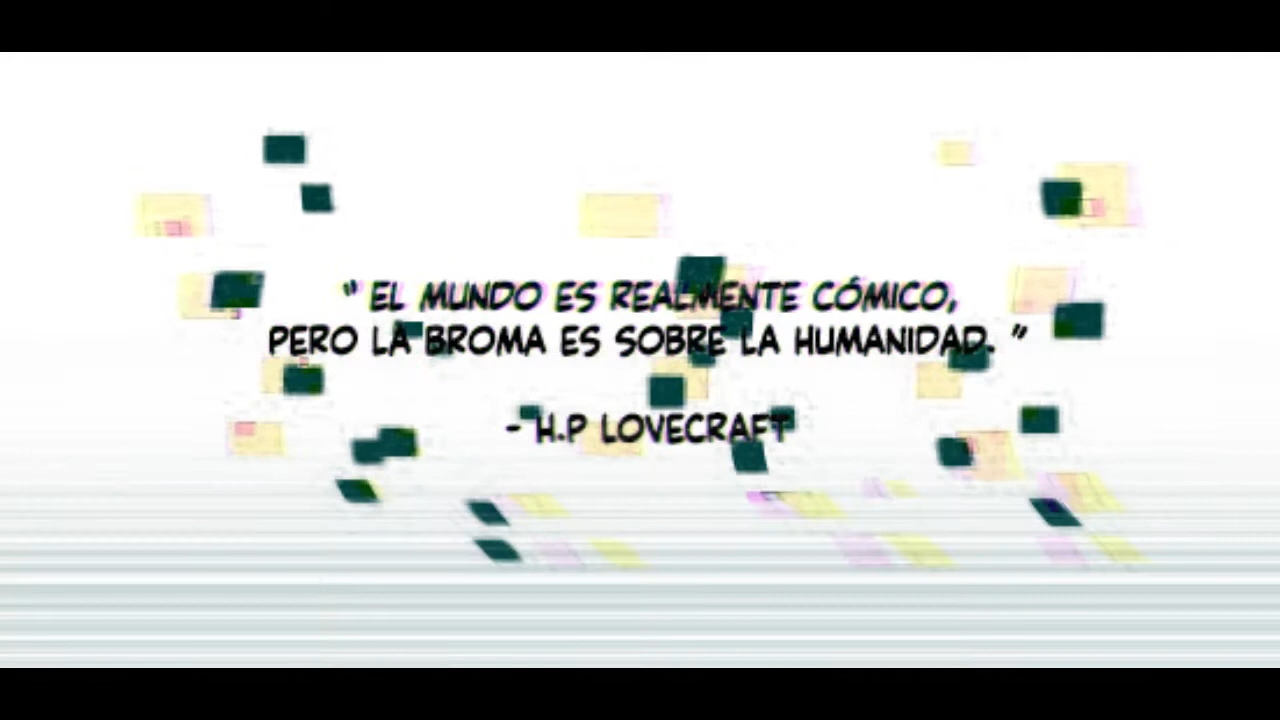 " EL MUNDO ES REALMENTE CÓMICO,
PERO LA BROMA ES SOBRE LA HUMANIDAD. "
- H.P LOVECRAFT